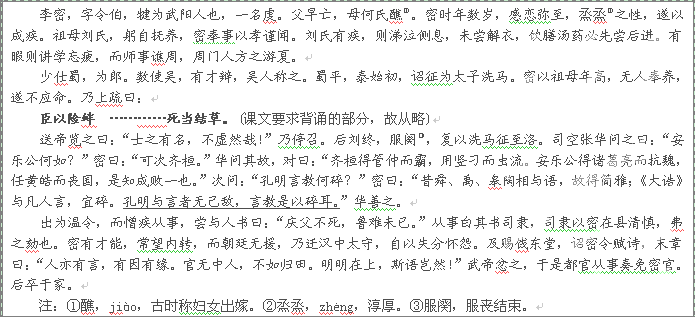 李密，字令伯，犍为武阳人也，一名虔。父早亡，母何氏醮①。密时年数岁，感恋弥至，烝烝②之性，遂以
成疾。祖母刘氏，躬自抚养，密奉事以孝谨闻。刘氏有疾，则涕泣侧息，未尝解衣，饮膳汤药必先尝后进。有
暇则讲学忘疲，而师事谯周，周门人方之游夏。
少仕蜀，为郎。数使吴，有才辩，吴人称之。蜀平，泰始初，诏征为太子洗马。密以祖母年高，无人奉养，
遂不应命。乃上疏曰：
臣以险衅 …………死当结草。（课文要求背诵的部分，故从略）
送帝览之曰：“士之有名，不虚然哉！”乃停召。后刘终，服阕③，复以洗马征至洛。司空张华问之曰：“安
乐公何如？”密曰：“可次齐桓。”华问其故，对曰：“齐桓得管仲而霸，用竖刁而虫流。安乐公得诸葛亮而抗魏，
任黄皓而丧国，是知成败一也。”次问：“孔明言教何碎？”密曰：“昔舜、禹、皋陶相与语，故得简雅；《大诰》
与凡人言，宜碎。孔明与言者无己敌，言教是以碎耳。”华善之。
出为温令，而憎疾从事，尝与人书曰：“庆父不死，鲁难未已。”从事白其书司隶，司隶以密在县清慎，弗
之劾也。密有才能，常望内转，而朝廷无援，乃迁汉中太守，自以失分怀怨。及赐饯东堂，诏密令赋诗，末章
曰：“人亦有言，有因有缘。官无中人，不如归田。明明在上，斯语岂然！”武帝忿之，于是都官从事奏免密官。
后卒于家。
注：①醮，jiào，古时称妇女出嫁。②烝烝，zhēng，淳厚。③服阕，服丧结束。